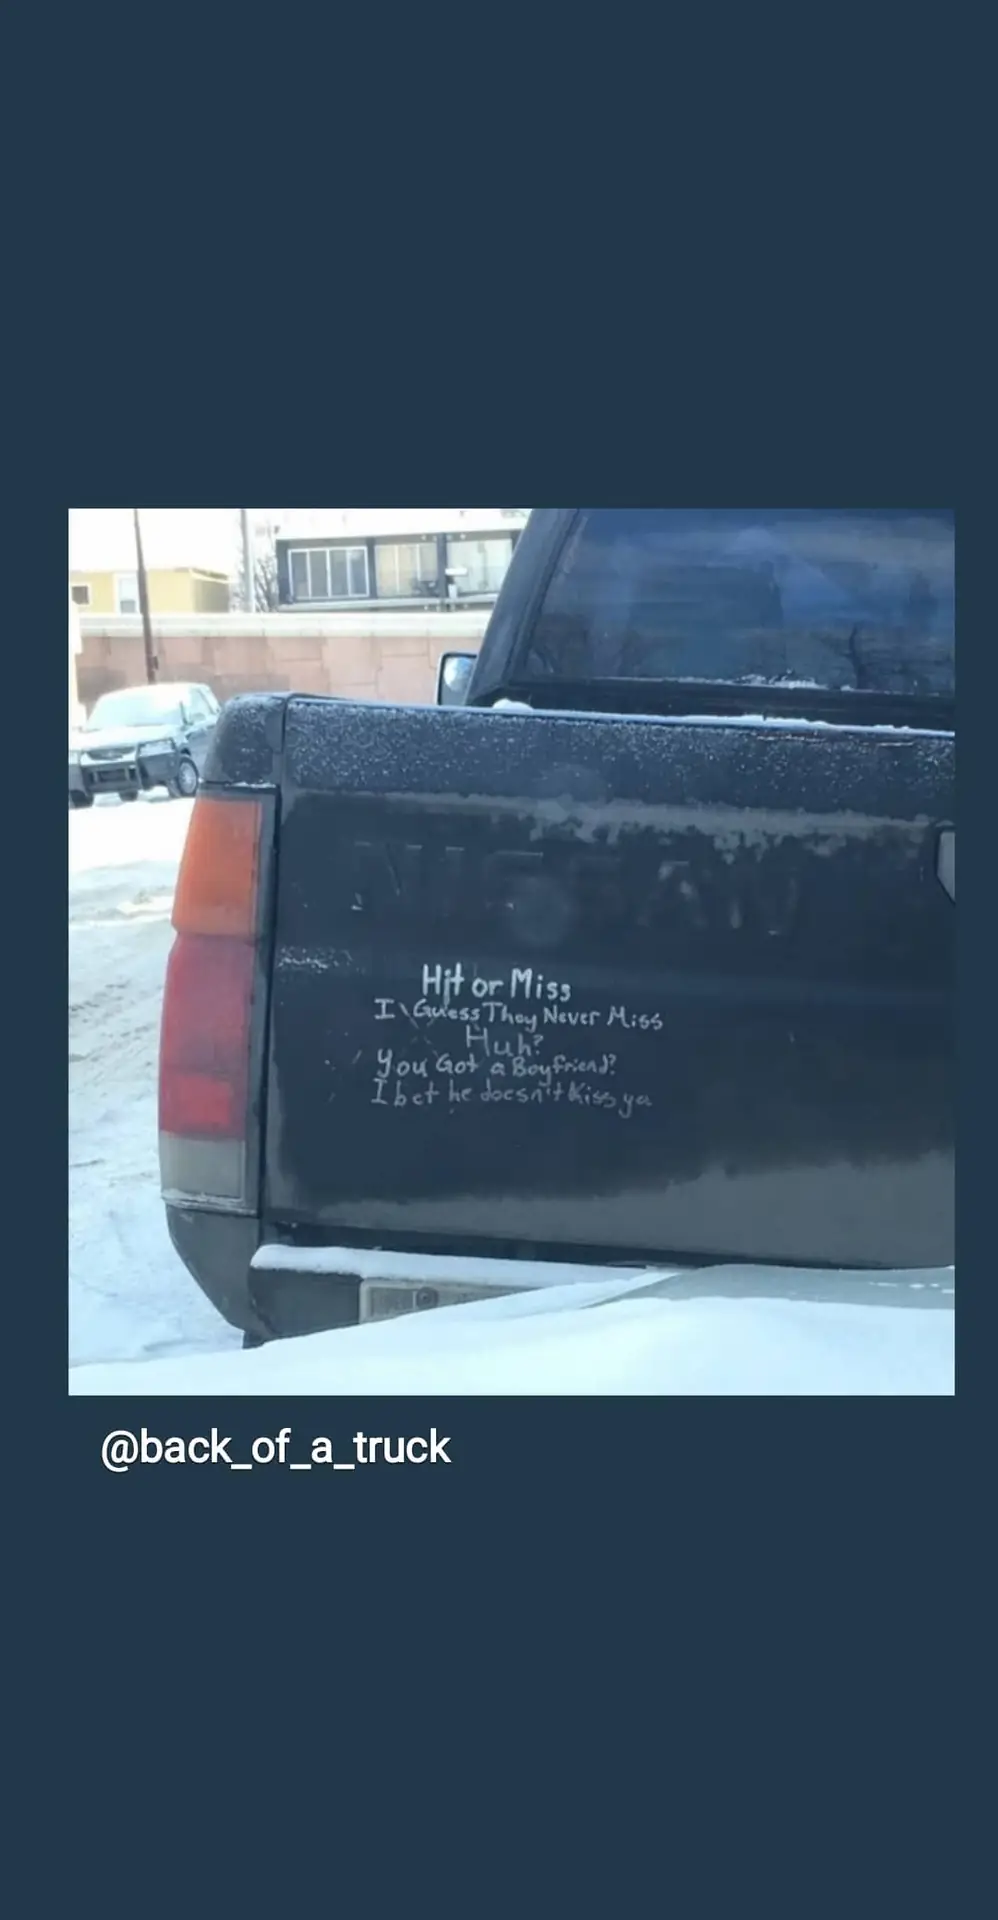 NISSAN
Hit or Miss
I Guess They Never Miss
Huh?
You Got a Boyfriend?
I bet he doesn't Kiss ya
@back_of_a_truck